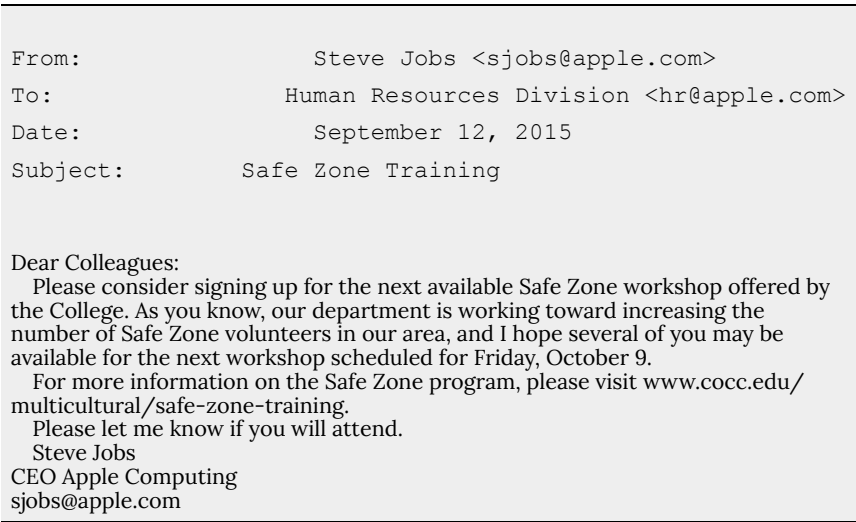 From: Steve Jobs <sjobs@apple.com>
To: Human Resources Division <hr@apple.com>
Date: September 12, 2015
Subject: Safe Zone Training
Dear Colleagues:
Please consider signing up for the next available Safe Zone workshop offered by
the College. As you know, our department is working toward increasing the
number of Safe Zone volunteers in our area, and I hope several of you may be
available for the next workshop scheduled for Friday, October 9.
For more information on the Safe Zone program, please visit www.cocc.edu/
multicultural/safe-zone-training.
Please let me know if you will attend.
Steve Jobs
CEO Apple Computing
sjobs@apple.com